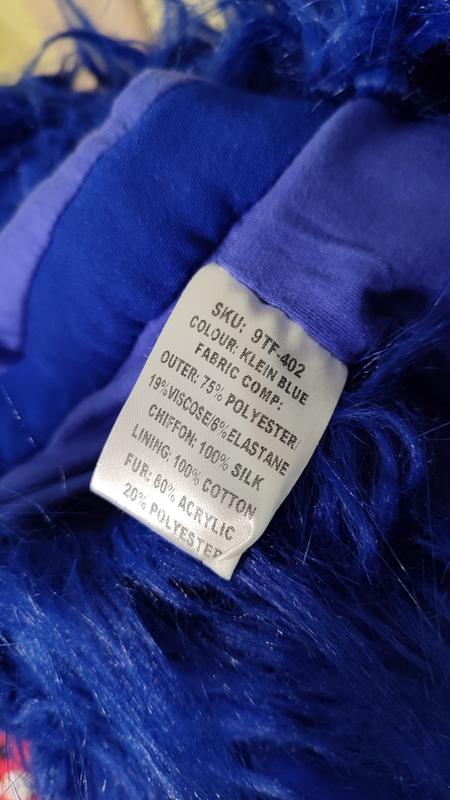 SKU: 9TF-402
COLOUR: KLEIN BLUE
FABRIC COMP:
OUTER: 75% POLYESTER
19%VISCOSE/6%ELASTANE
CHIFFON: 100% SILK
LINING: 100% COTTON
FUR: 80% ACRYLIC
20% POLYESTER